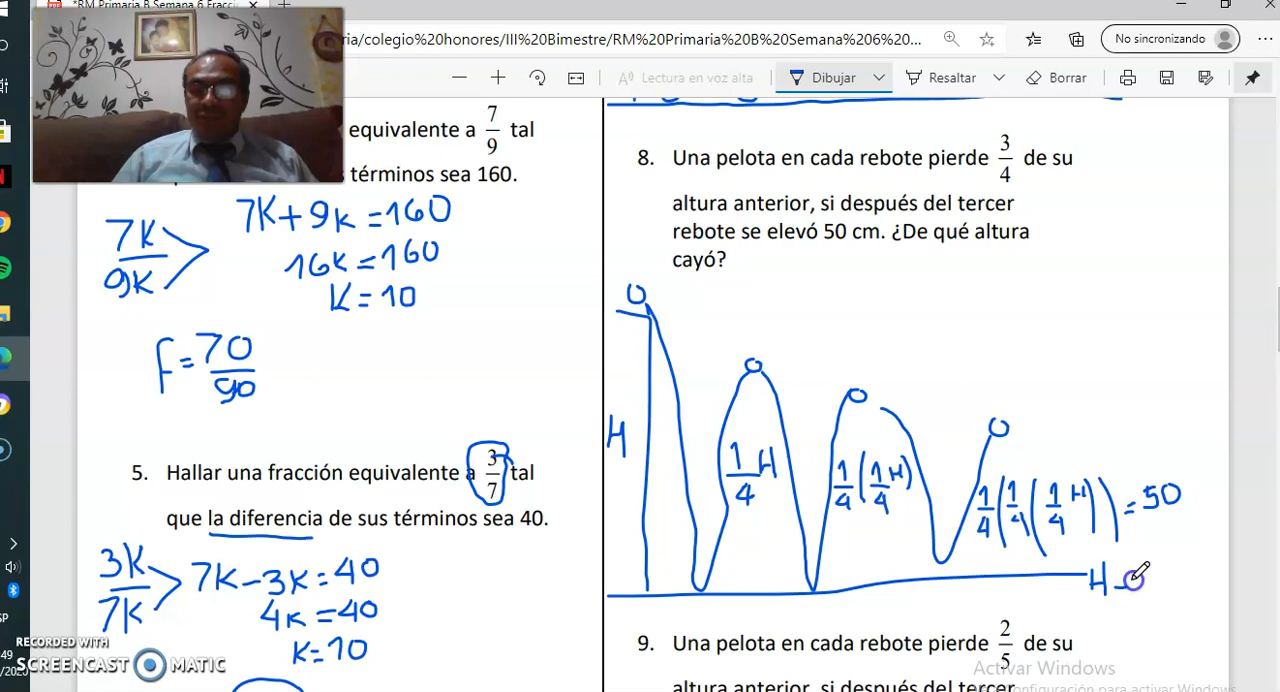 *RM Primaria B Semana 6 Fracci
ria/colegio%20honores/III%20Bimestre/RM%20Primaria%20B%20Semana%206%20...
No sincronizando
Lectura en voz alta
Dibujar
Resaltar
Borrar
equivalente a 7/9 tal
términos sea 160.
7K/9K
7K+9K=160
16K=160
K=10
F=70/90
5. Hallar una fracción equivalente a 3/7 tal
que la diferencia de sus términos sea 40.
3K/7K
7K-3K=40
4K=40
K=10
8. Una pelota en cada rebote pierde 3/4 de su
altura anterior, si después del tercer
rebote se elevó 50 cm. ¿De qué altura
cayó?
H
1/4 H
1/4(1/4 H)
1/4(1/4(1/4 H))=50
H
9. Una pelota en cada rebote pierde 2/5 de su
altura anterior, si después del tercer
Activar Windows
RECORDED WITH
SCREENCAST MATIC
SP
49
/2020